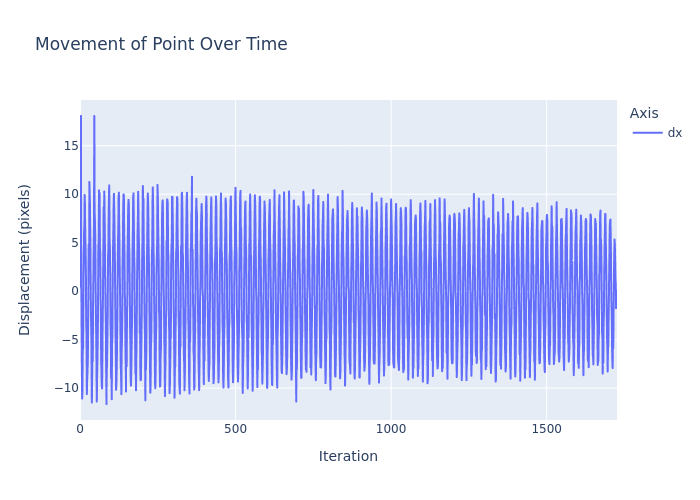 Movement of Point Over Time
Axis
dx
15
10
5
0
−5
−10
0
500
1000
1500
Displacement (pixels)
Iteration